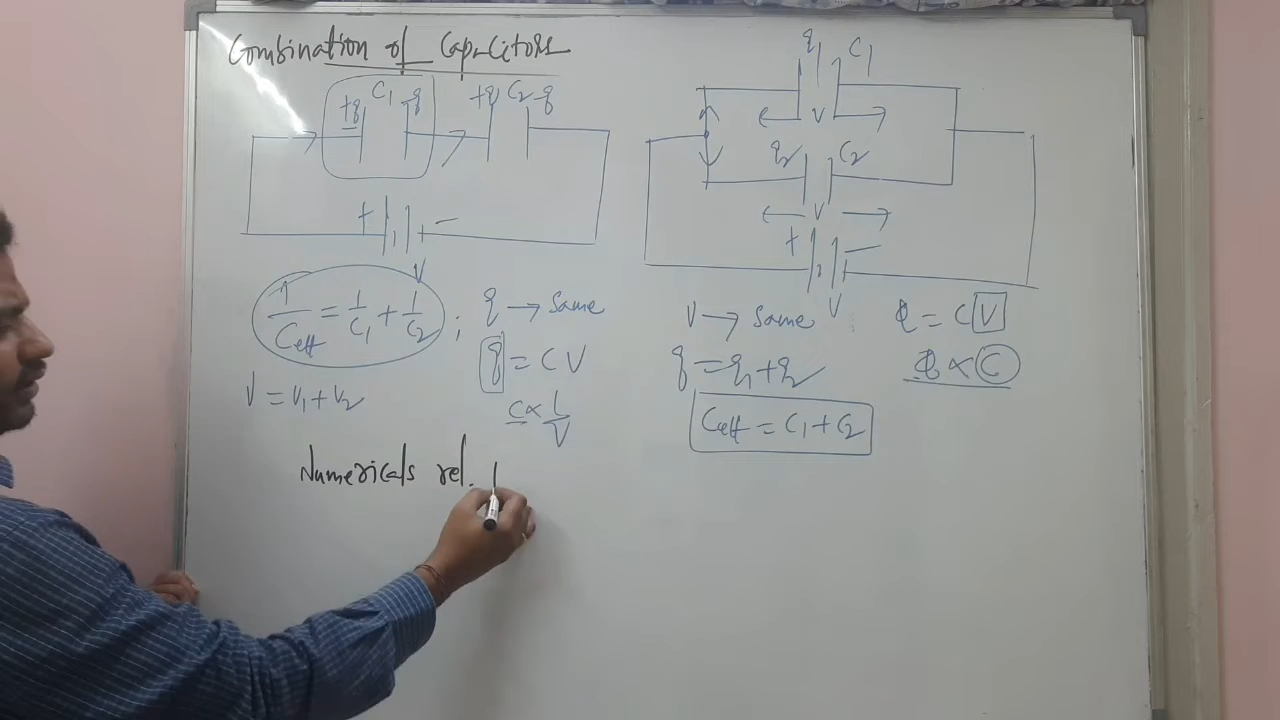 Combination of Capacitors
+q C1 -q +q C2 -q
+ -
V
1/Ceff = 1/C1 + 1/C2 ; q → Same
q = CV
V = V1 + V2
C ∝ 1/V
Numericals rel.
q1 C1
V
q2 C2
V
+ -
V
V → Same
Q = CV
q = q1 + q2
Q ∝ C
Ceff = C1 + C2